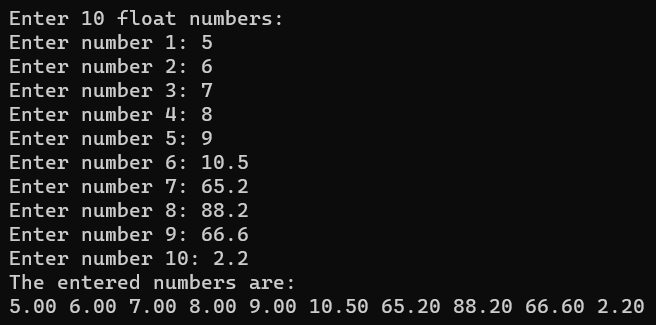 Enter 10 float numbers:
Enter number 1: 5
Enter number 2: 6
Enter number 3: 7
Enter number 4: 8
Enter number 5: 9
Enter number 6: 10.5
Enter number 7: 65.2
Enter number 8: 88.2
Enter number 9: 66.6
Enter number 10: 2.2
The entered numbers are:
5.00 6.00 7.00 8.00 9.00 10.50 65.20 88.20 66.60 2.20